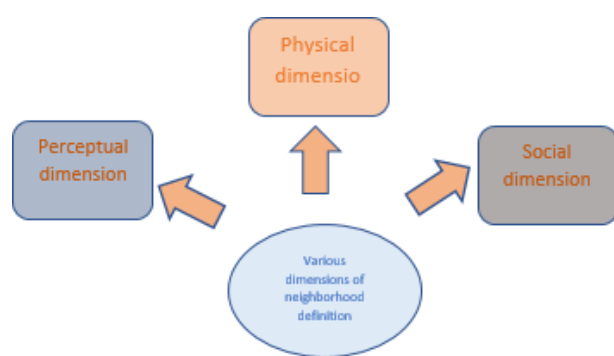 Physical
dimensio
Perceptual
dimension
Social
dimension
Various
dimensions of
neighborhood
definition